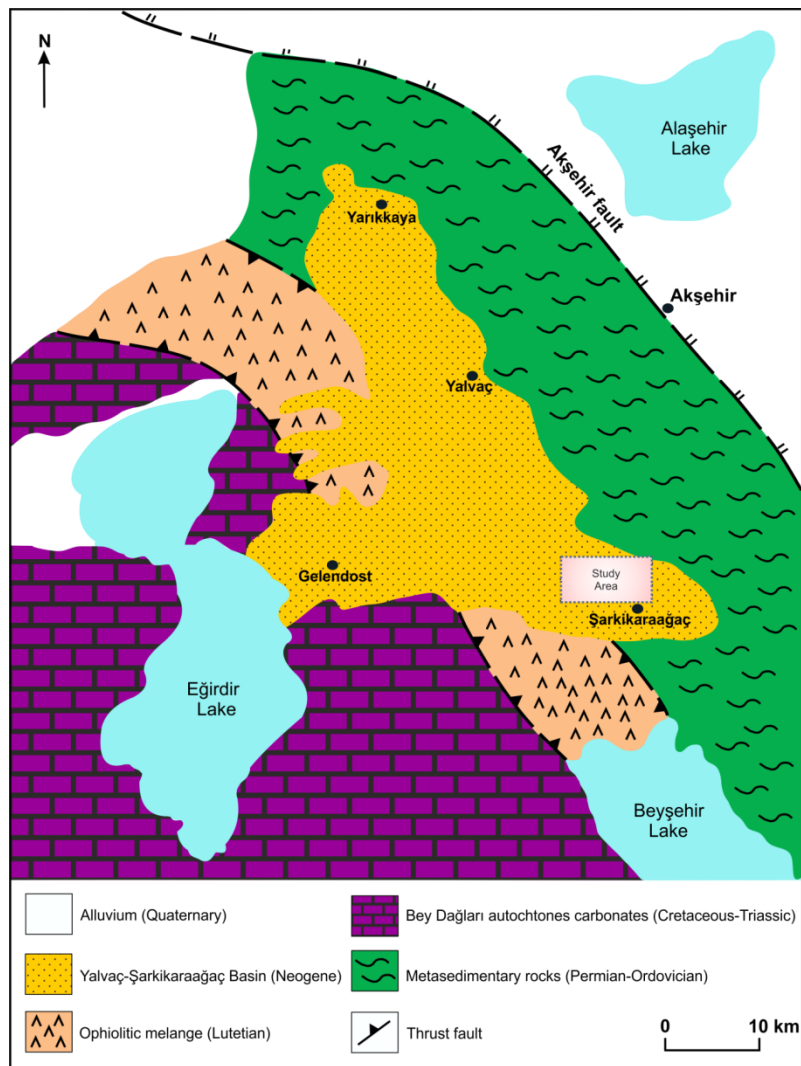 N
Alaşehir
Lake
Akşehir fault
Yarıkkaya
Akşehir
Yalvaç
Gelendost
Study
Area
Şarkikaraağaç
Eğirdir
Lake
Beyşehir
Lake
Alluvium (Quaternary)
Bey Dağları autochtones carbonates (Cretaceous-Triassic)
Yalvaç-Şarkikaraağaç Basin (Neogene)
Metasedimentary rocks (Permian-Ordovician)
Ophiolitic melange (Lutetian)
Thrust fault
0 10 km